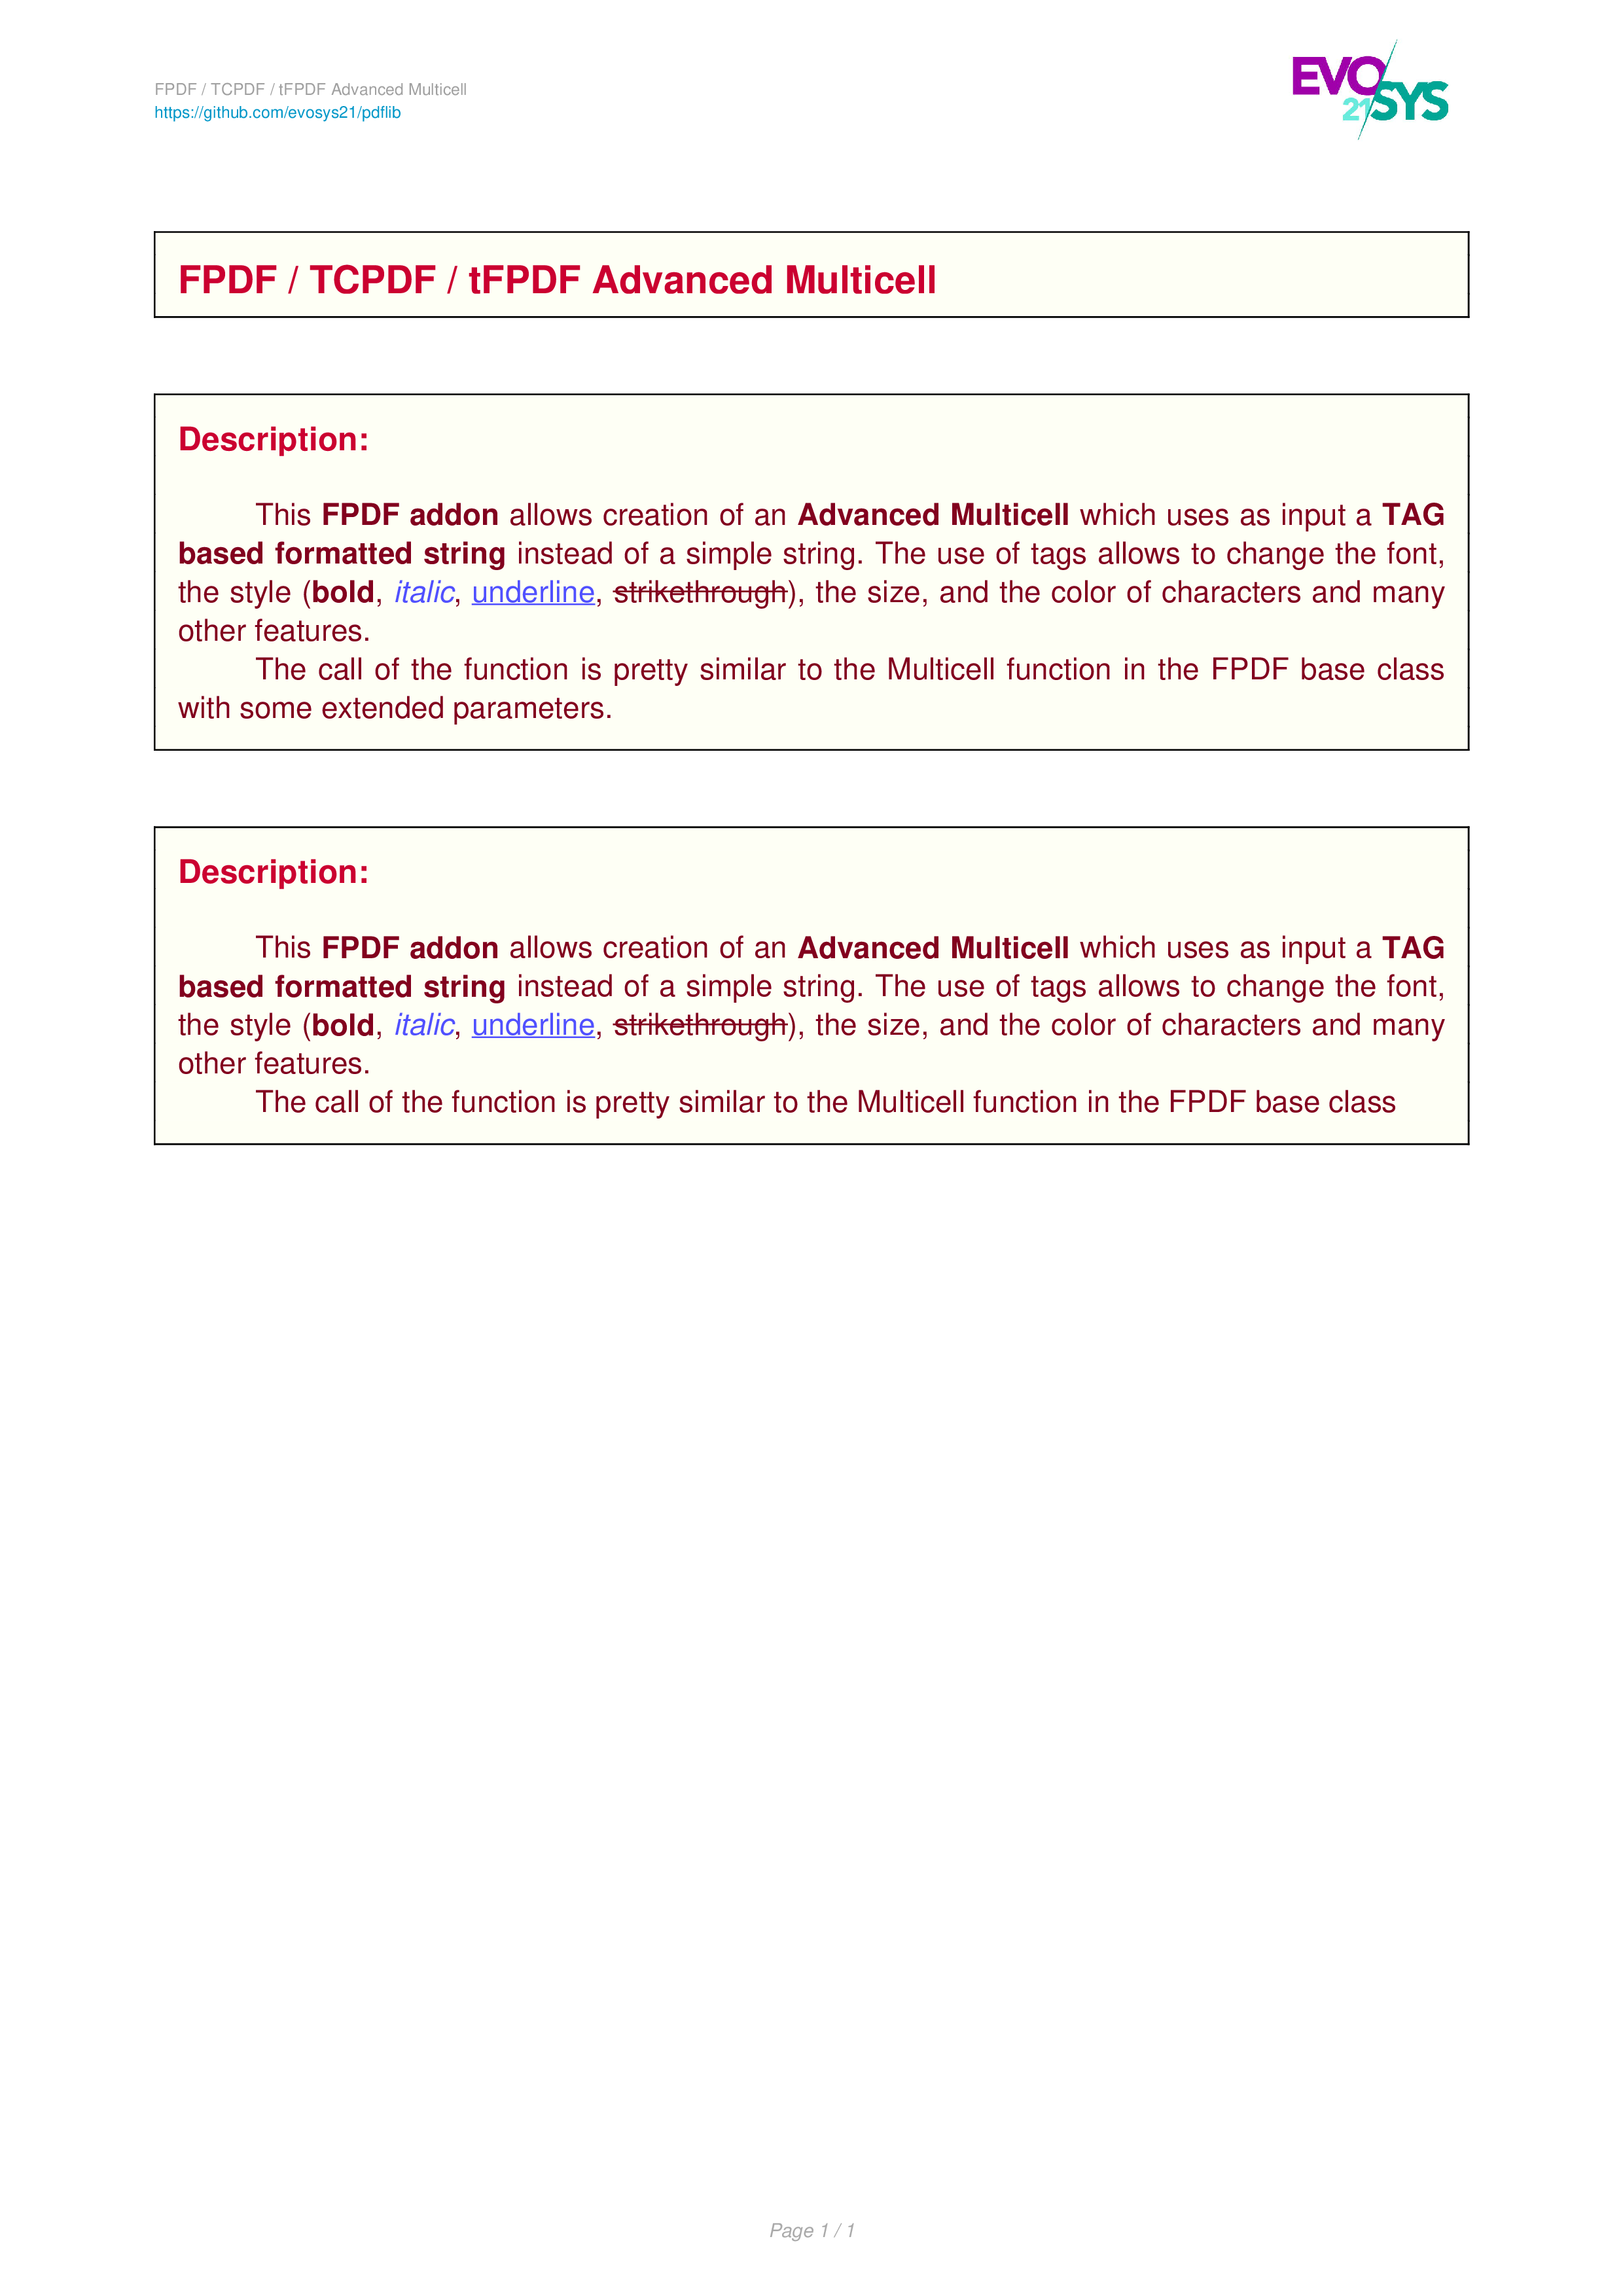 FPDF / TCPDF / tFPDF Advanced Multicell
https://github.com/evosys21/pdflib
EVO
21 SYS
FPDF / TCPDF / tFPDF Advanced Multicell
Description:
This FPDF addon allows creation of an Advanced Multicell which uses as input a TAG
based formatted string instead of a simple string. The use of tags allows to change the font,
the style (bold, italic, underline, strikethrough), the size, and the color of characters and many
other features.
The call of the function is pretty similar to the Multicell function in the FPDF base class
with some extended parameters.
Description:
This FPDF addon allows creation of an Advanced Multicell which uses as input a TAG
based formatted string instead of a simple string. The use of tags allows to change the font,
the style (bold, italic, underline, strikethrough), the size, and the color of characters and many
other features.
The call of the function is pretty similar to the Multicell function in the FPDF base class
Page 1 / 1